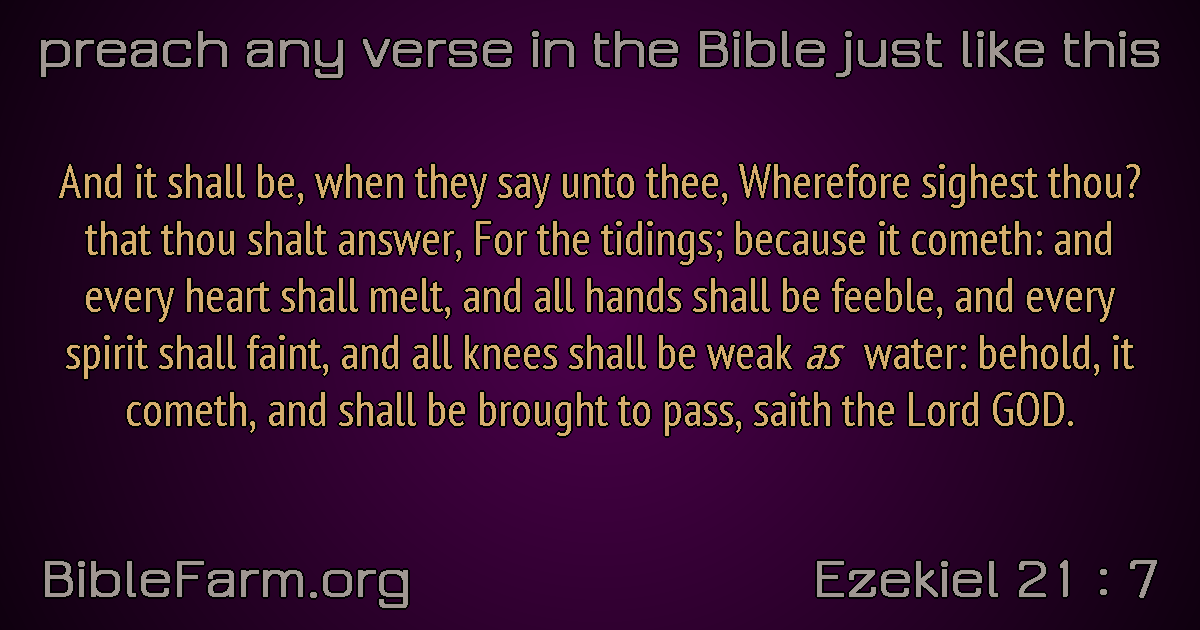 preach any verse in the Bible just like this
And it shall be, when they say unto thee, Wherefore sighest thou?
that thou shalt answer, For the tidings; because it cometh: and
every heart shall melt, and all hands shall be feeble, and every
spirit shall faint, and all knees shall be weak as water: behold, it
cometh, and shall be brought to pass, saith the Lord GOD.
BibleFarm.org
Ezekiel 21 : 7